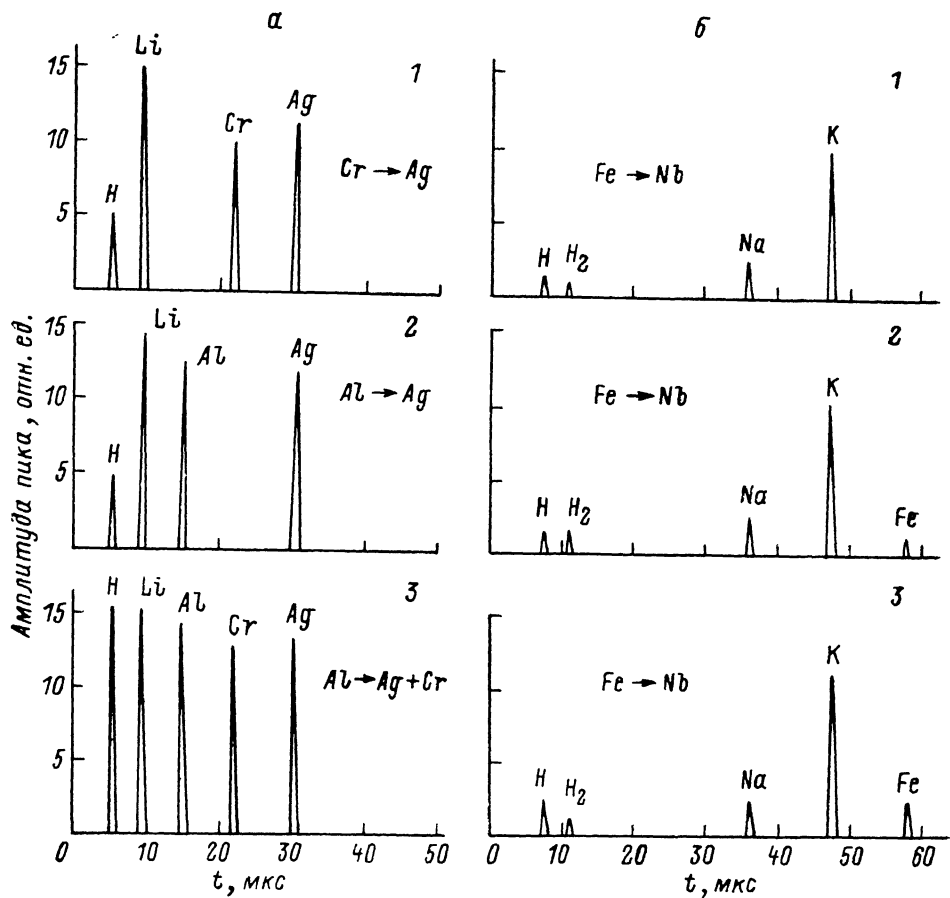 а
б
15
10
5
H
Li
Cr
Ag
1
Cr → Ag
H
H₂
Na
K
1
Fe → Nb
Амплитуда пика, отн. ед.
15
10
5
H
Li
Al
Ag
2
Al → Ag
H
H₂
Na
K
Fe
2
Fe → Nb
15
10
5
H
Li
Al
Cr
Ag
3
Al → Ag + Cr
H
H₂
Na
K
Fe
3
Fe → Nb
0 10 20 30 40 50
t, мкс
0 10 20 30 40 50 60
t, мкс